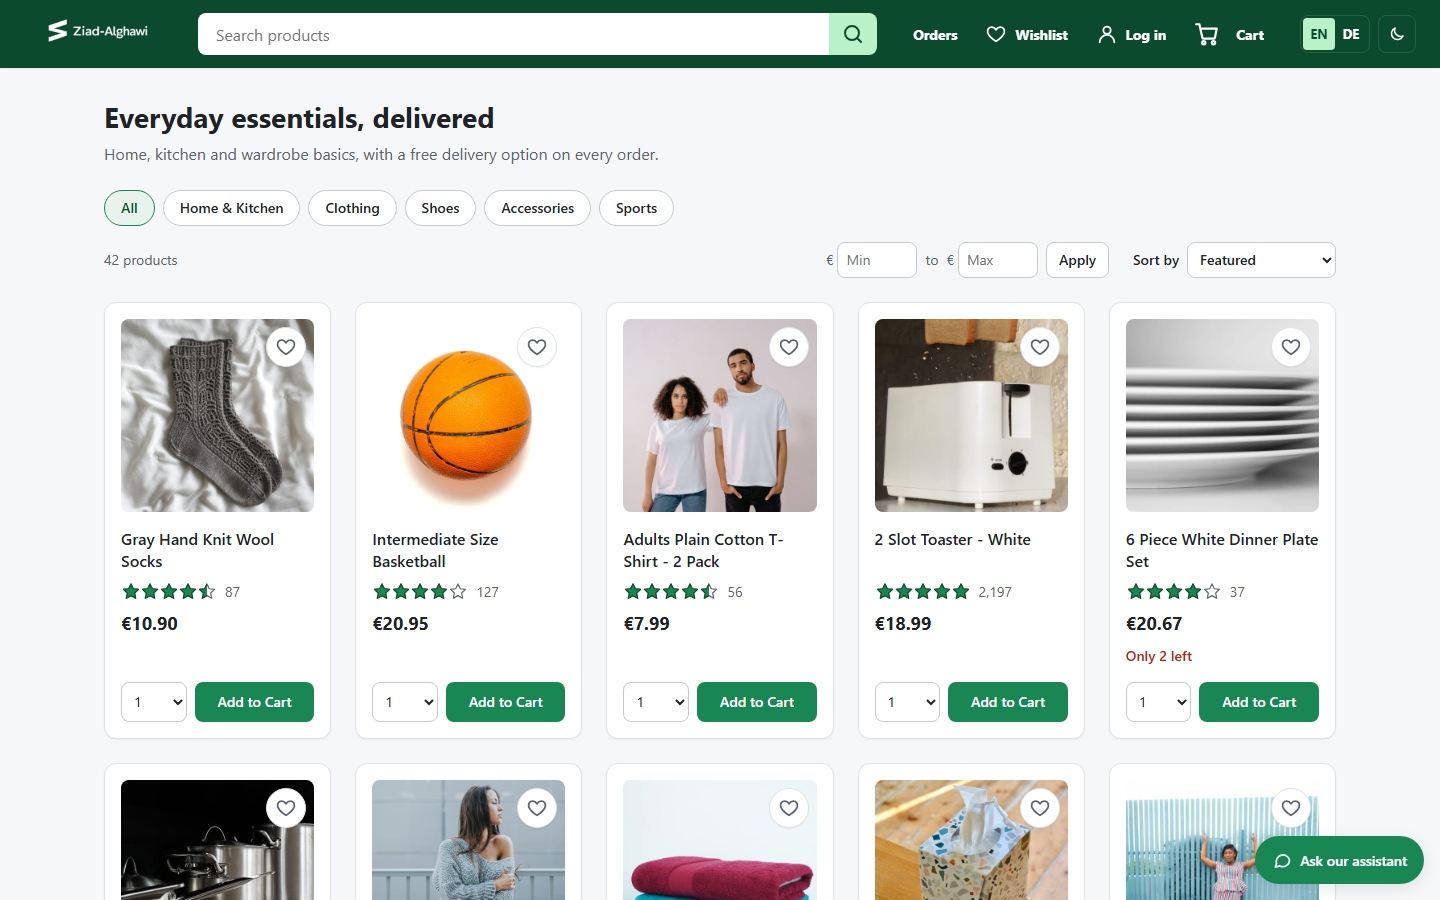 Ziad-Alghawi
Search products
Orders
Wishlist
Log in
Cart
EN
DE
Everyday essentials, delivered
Home, kitchen and wardrobe basics, with a free delivery option on every order.
All
Home & Kitchen
Clothing
Shoes
Accessories
Sports
42 products
€ Min to € Max
Apply
Sort by
Featured
Gray Hand Knit Wool
Socks
87
€10.90
1
Add to Cart
Intermediate Size
Basketball
127
€20.95
1
Add to Cart
Adults Plain Cotton T-
Shirt - 2 Pack
56
€7.99
1
Add to Cart
2 Slot Toaster - White
2,197
€18.99
1
Add to Cart
6 Piece White Dinner Plate
Set
37
€20.67
Only 2 left
1
Add to Cart
Ask our assistant